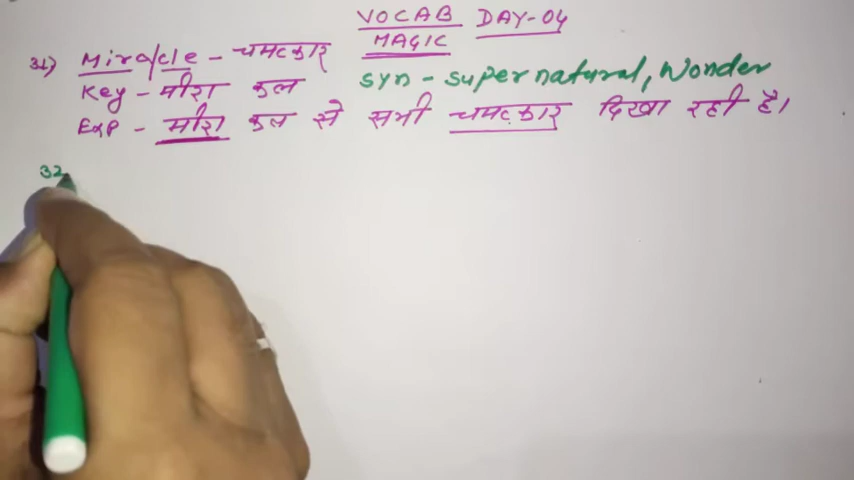 VOCAB DAY-04
MAGIC
31) Miracle - चमत्कार
Key - मीरा कल
syn - supernatural, Wonder
Exp - मीरा कल से सभी चमत्कार दिखा रही है।
32